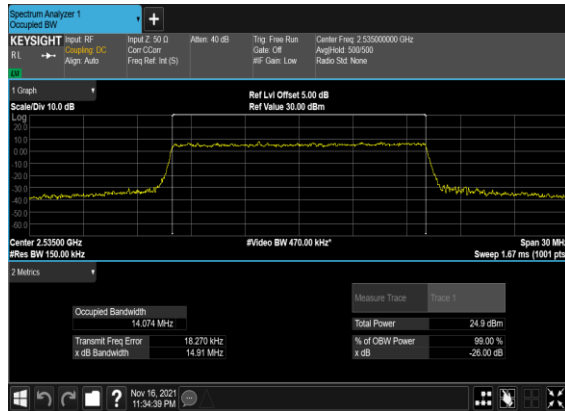 Spectrum Analyzer 1
Occupied BW
KEYSIGHT Input: RF Input Z: 50 Ω Atten: 40 dB Trig: Free Run Center Freq: 2.535000000 GHz
RL Coupling: DC Corr CCorr Gate: Off Avg|Hold: 500/500
Align: Auto Freq Ref: Int (S) #IF Gain: Low Radio Std: None
1 Graph
Ref Lvl Offset 5.00 dB
Scale/Div 10.0 dB Ref Value 30.00 dBm
Log
20.0
10.0
0.00
-10.0
-20.0
-30.0
-40.0
-50.0
-60.0
Center 2.53500 GHz #Video BW 470.00 kHz* Span 30 MHz
#Res BW 150.00 kHz Sweep 1.67 ms (1001 pts
2 Metrics
Measure Trace Trace 1
Occupied Bandwidth
14.074 MHz
Total Power 24.9 dBm
Transmit Freq Error 18.270 kHz % of OBW Power 99.00 %
x dB Bandwidth 14.91 MHz x dB -26.00 dB
? Nov 16, 2021
11:34:39 PM